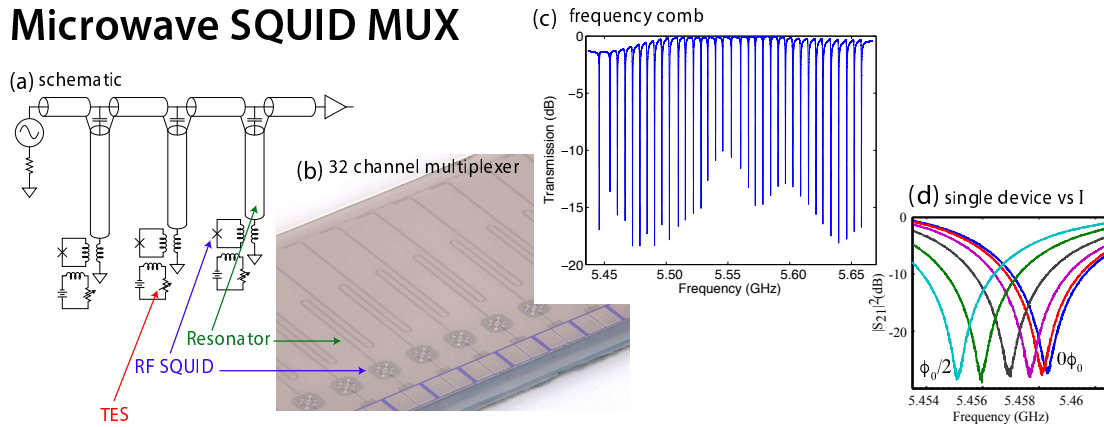 Microwave SQUID MUX
(a) schematic
(b) 32 channel multiplexer
Resonator
RF SQUID
TES
(c) frequency comb
0
−5
−10
−15
−20
Transmission (dB)
5.45 5.50 5.55 5.60 5.65
Frequency (GHz)
(d) single device vs I
0
-10
-20
-30
|S21|²(dB)
ϕ₀/2
0ϕ₀
5.454 5.456 5.458 5.46
Frequency (GHz)